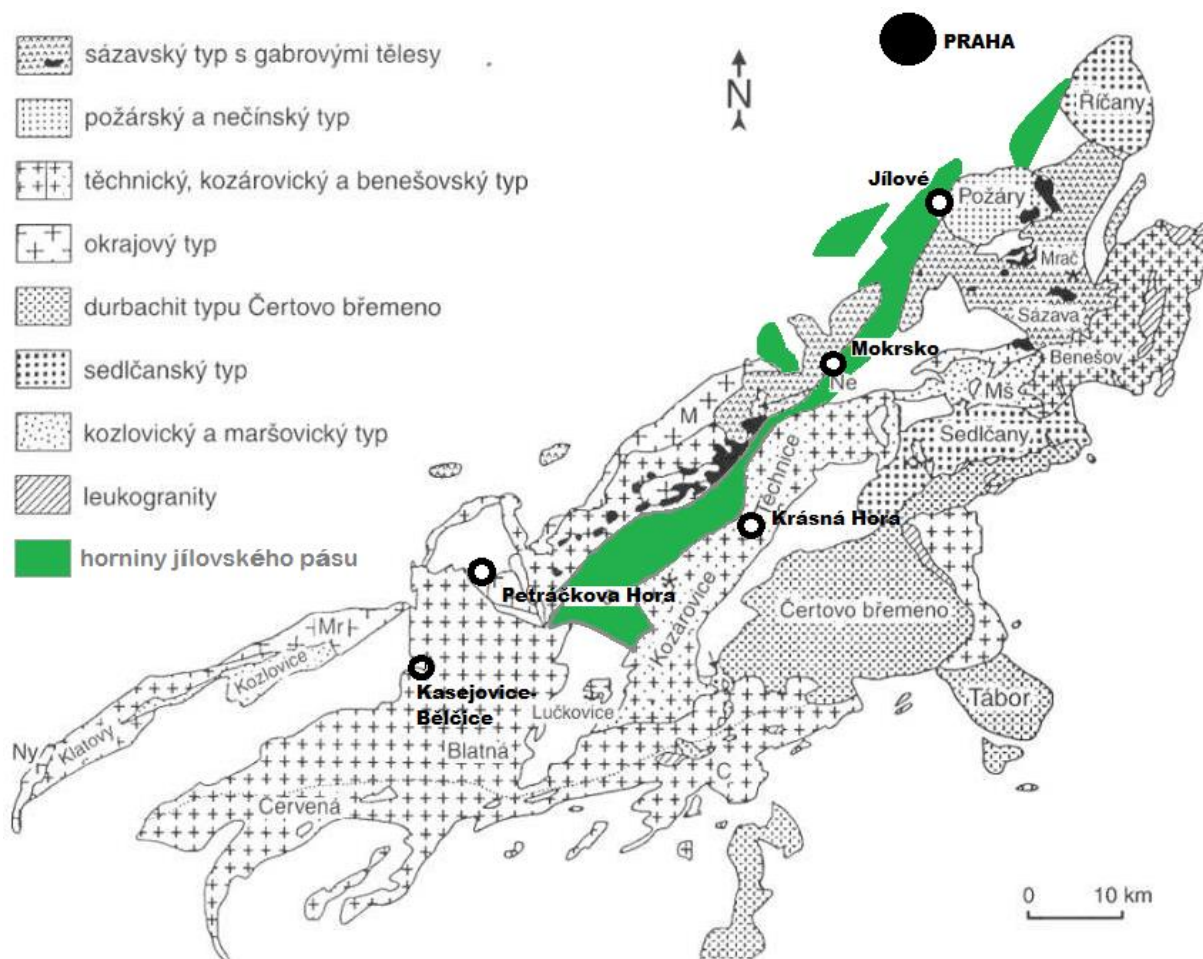 sázavský typ s gabrovými tělesy
požárský a nečínský typ
těchnický, kozárovický a benešovský typ
okrajový typ
durbachit typu Čertovo břemeno
sedlčanský typ
kozlovický a maršovický typ
leukogranity
horniny jílovského pásu
PRAHA
N
Říčany
Jílové
Požáry
Mrač
Sázava
Mokrsko
Benešov
Ne
Mš
M
Sedlčany
Těchnice
Krásná Hora
Petráčkova Hora
Čertovo břemeno
Kozárovice
Mr
Kozlovice
Kasejovice-
Bělčice
Lučkovice
Tábor
Klatovy
Ny
Blatná
C
Červená
0 10 km